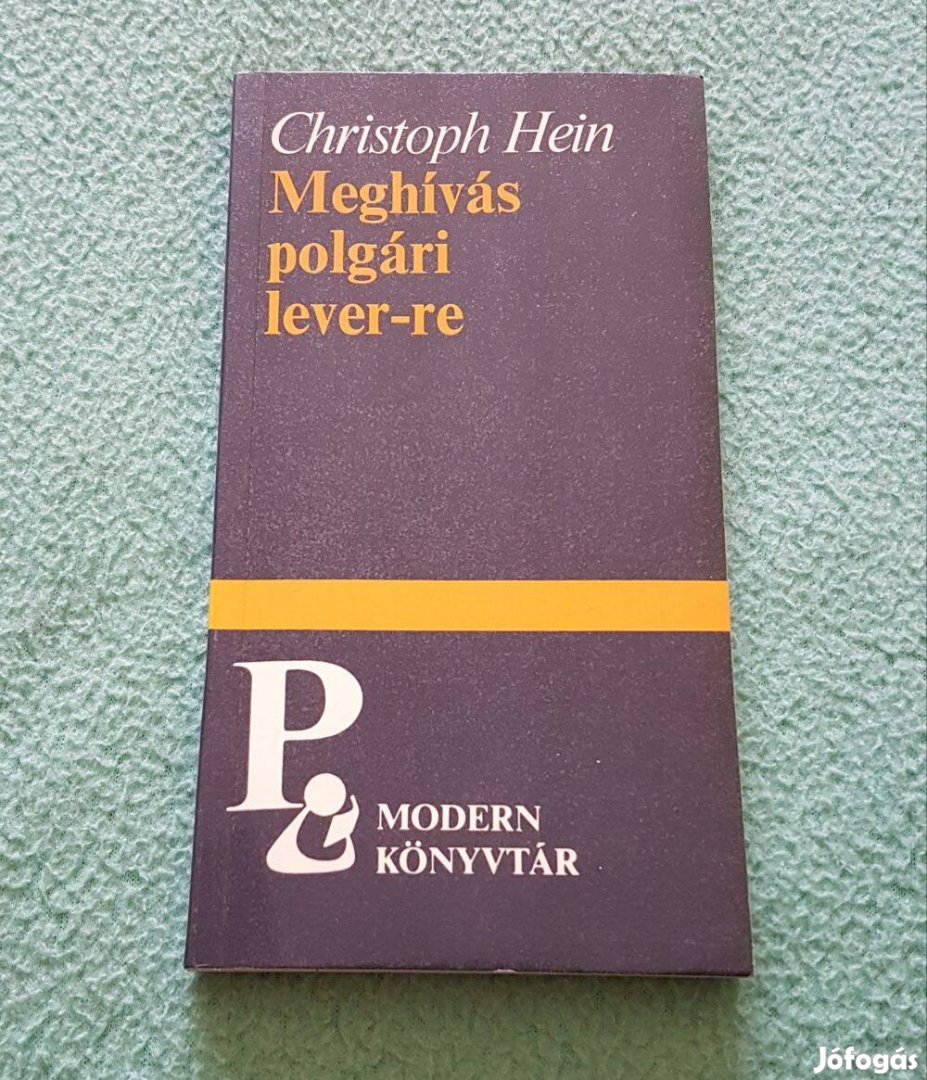 Christoph Hein
Meghívás
polgári
lever-re
P
MODERN
KÖNYVTÁR
Jófogás